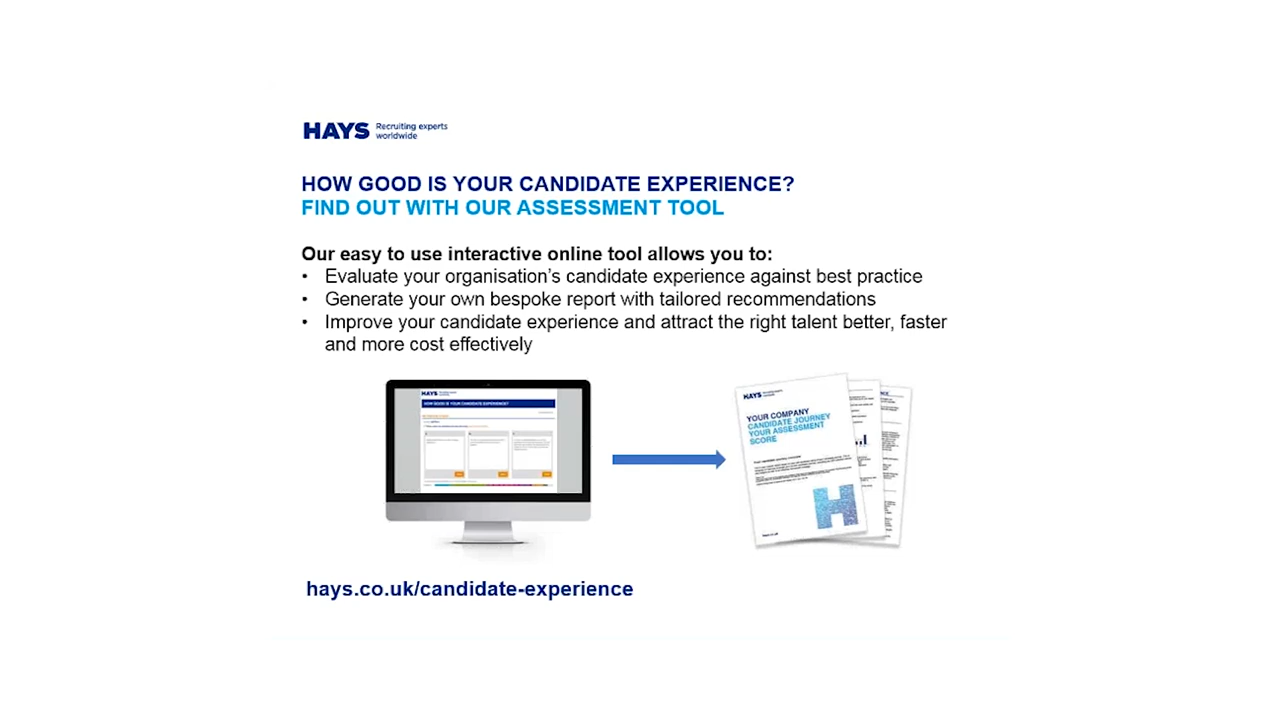 HAYS Recruiting experts
worldwide
HOW GOOD IS YOUR CANDIDATE EXPERIENCE?
FIND OUT WITH OUR ASSESSMENT TOOL
Our easy to use interactive online tool allows you to:
• Evaluate your organisation's candidate experience against best practice
• Generate your own bespoke report with tailored recommendations
• Improve your candidate experience and attract the right talent better, faster
and more cost effectively
HAYS
HOW GOOD IS YOUR CANDIDATE EXPERIENCE?
HAYS Recruiting experts
worldwide
YOUR COMPANY
CANDIDATE JOURNEY
YOUR ASSESSMENT
SCORE
hays.co.uk/candidate-experience